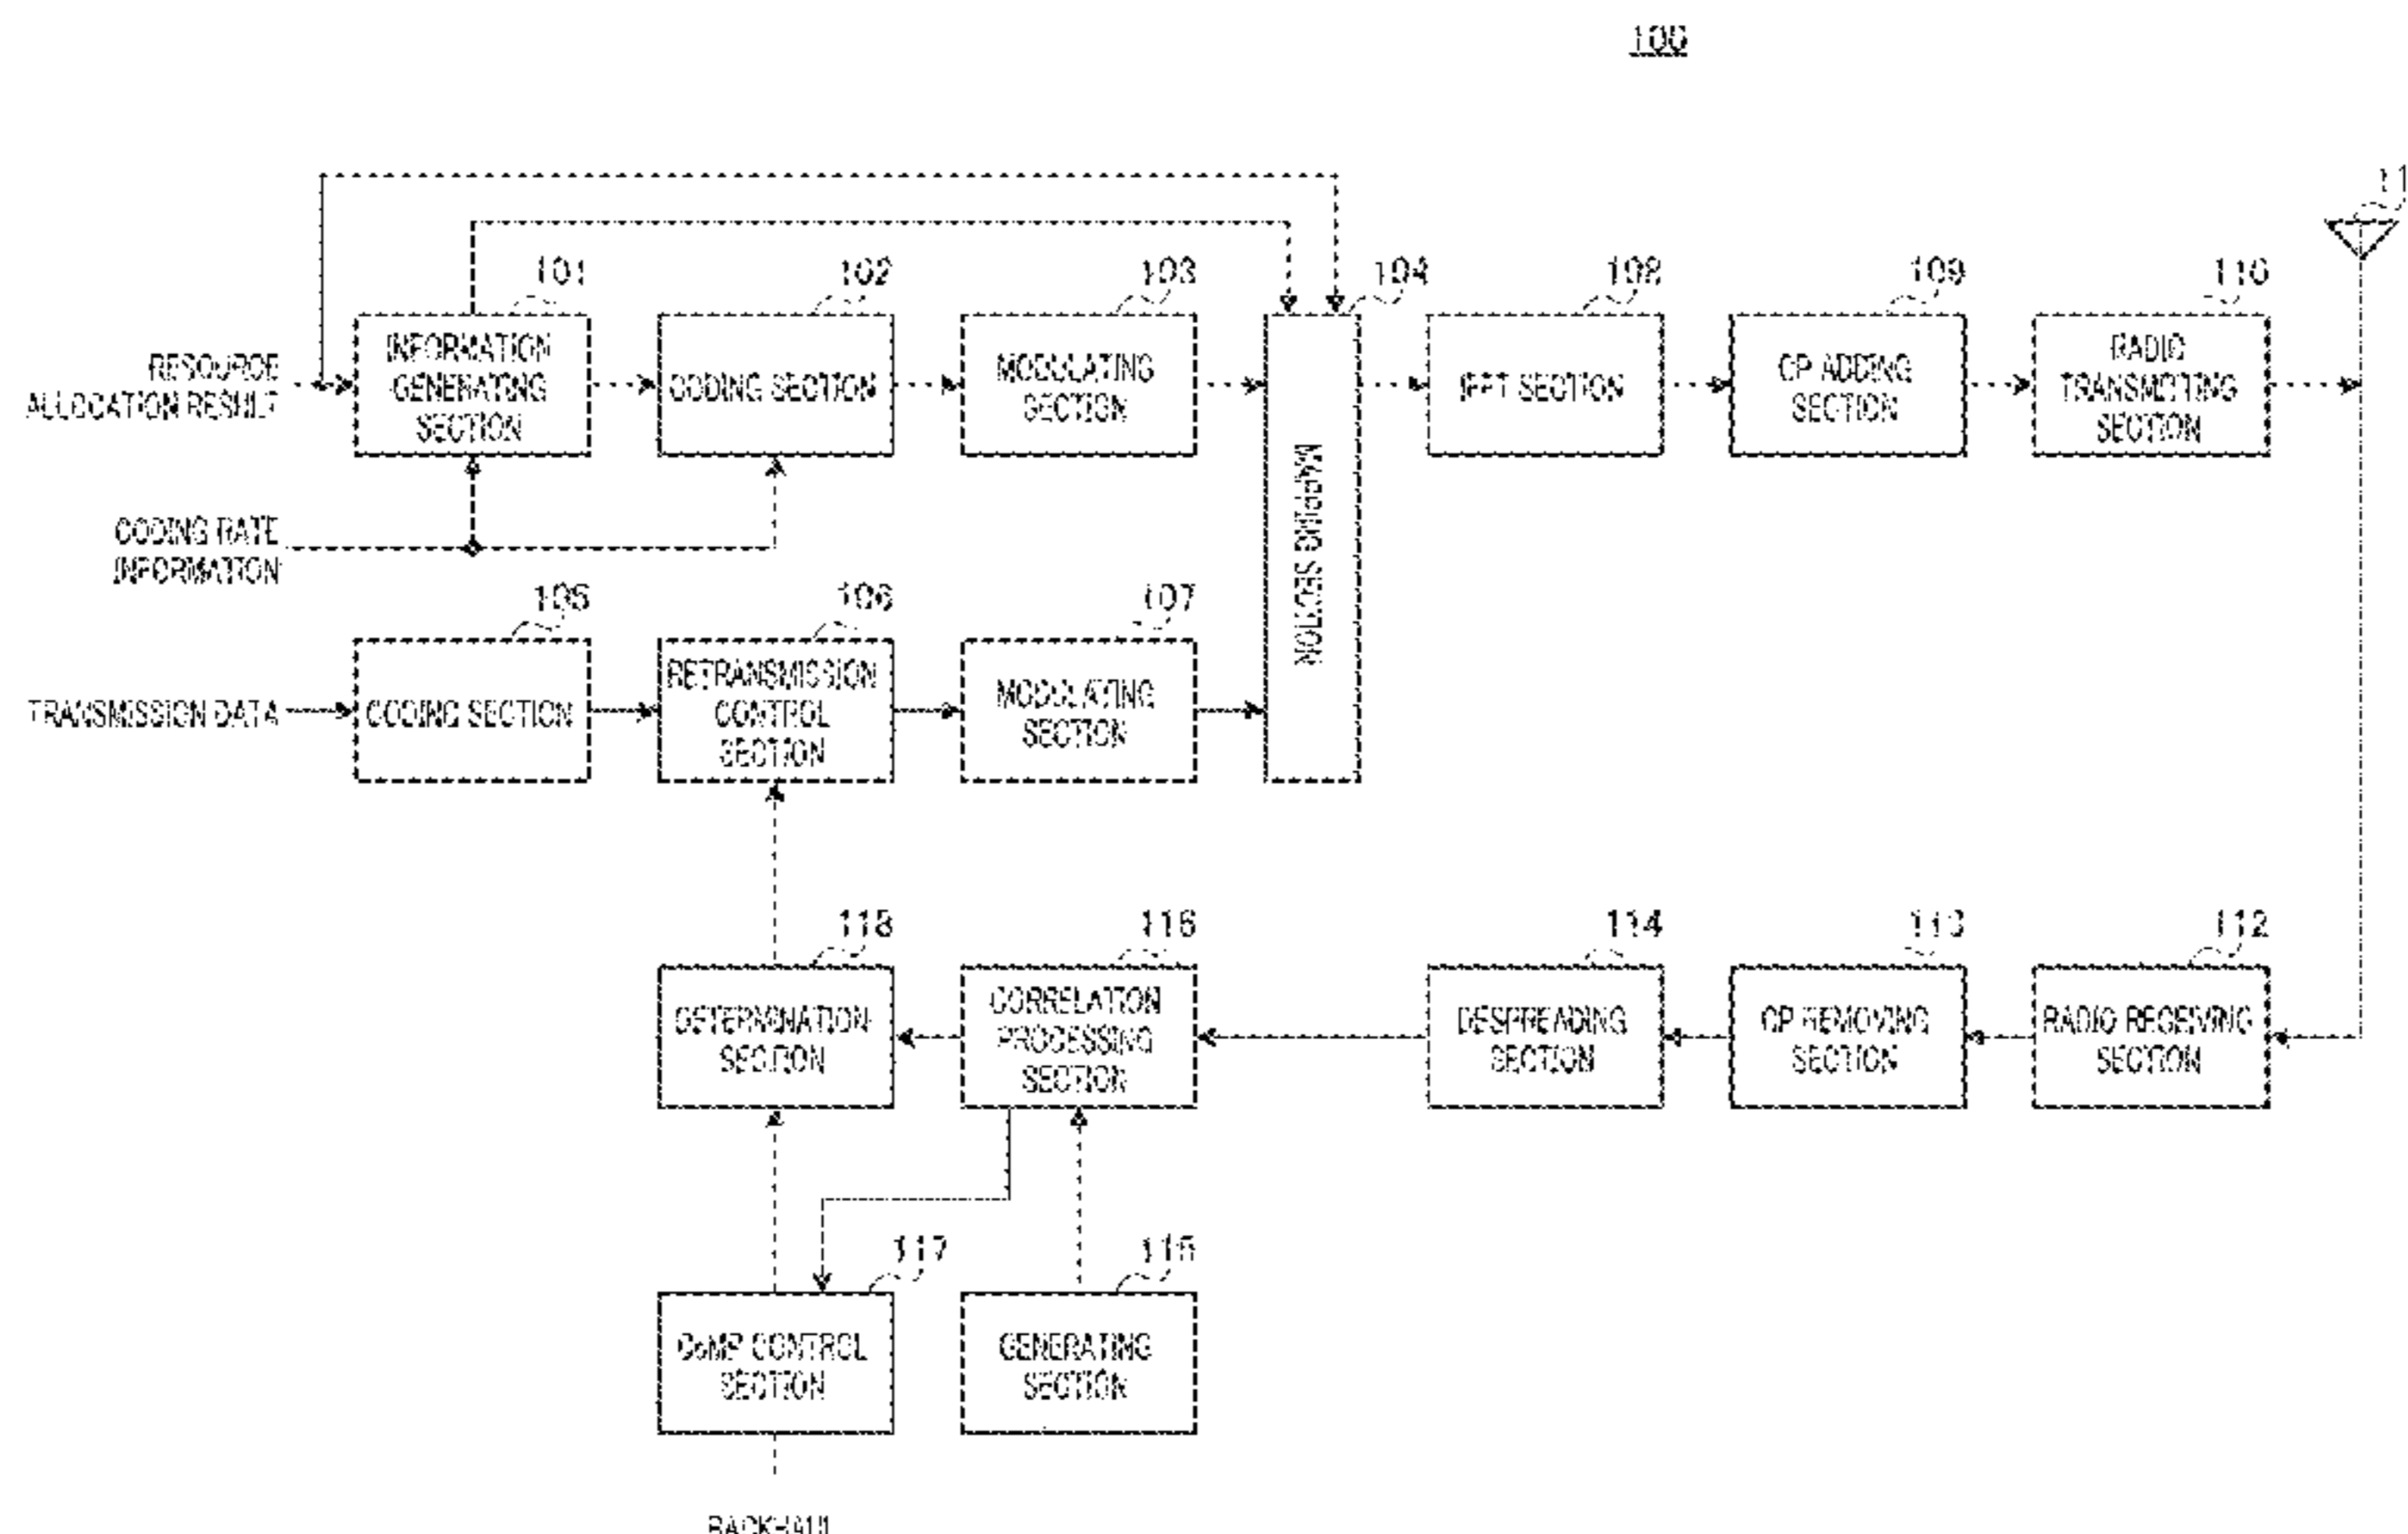 100
11
101
102
103
104
108
109
110
RESOURCE
ALLOCATION RESULT
INFORMATION
GENERATING
SECTION
CODING SECTION
MODULATING
SECTION
MAPPING SECTION
IFFT SECTION
CP ADDING
SECTION
RADIO
TRANSMITTING
SECTION
CODING RATE
INFORMATION
105
106
107
TRANSMISSION DATA
CODING SECTION
RETRANSMISSION
CONTROL
SECTION
MODULATING
SECTION
118
116
114
113
112
DETERMINATION
SECTION
CORRELATION
PROCESSING
SECTION
DESPREADING
SECTION
CP REMOVING
SECTION
RADIO RECEIVING
SECTION
117
115
CoMP CONTROL
SECTION
GENERATING
SECTION
BACKHAUL